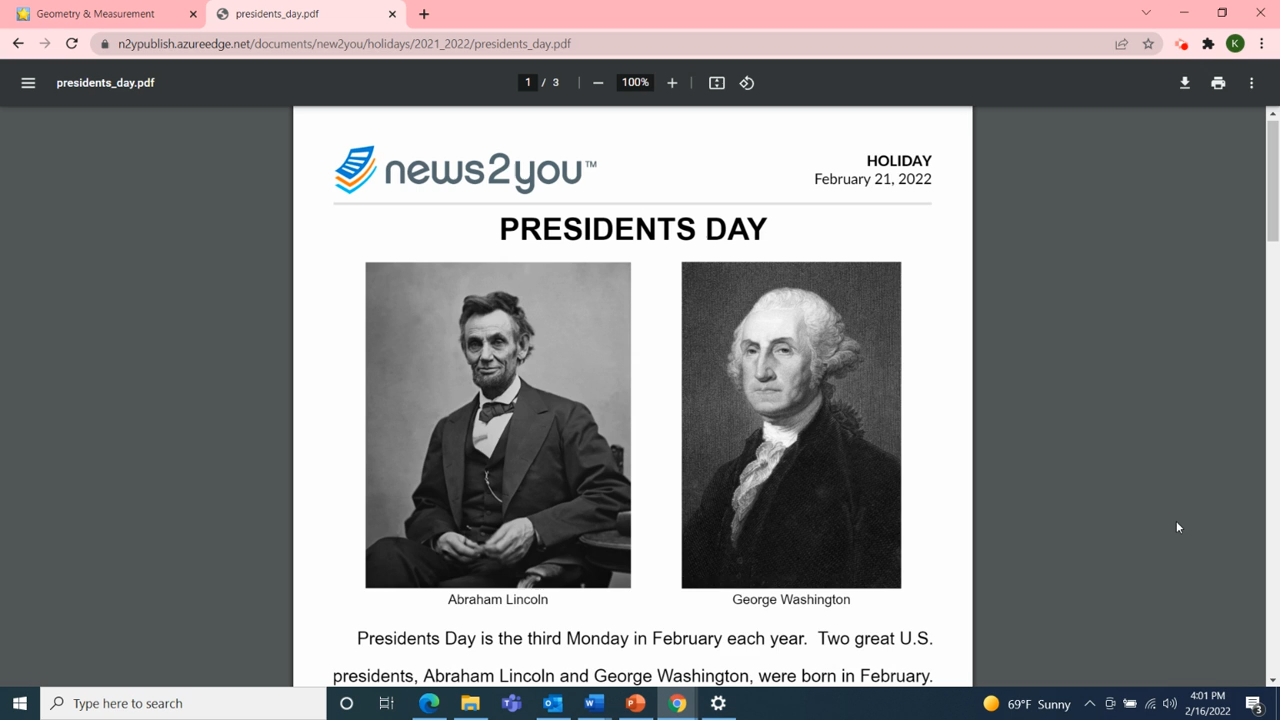 Geometry & Measurement
presidents_day.pdf
n2ypublish.azureedge.net/documents/new2you/holidays/2021_2022/presidents_day.pdf
K
presidents_day.pdf
1 / 3
100%
news2you™
HOLIDAY
February 21, 2022
PRESIDENTS DAY
Abraham Lincoln
George Washington
Presidents Day is the third Monday in February each year. Two great U.S.
presidents, Abraham Lincoln and George Washington, were born in February.
Type here to search
69°F Sunny
4:01 PM
2/16/2022
3